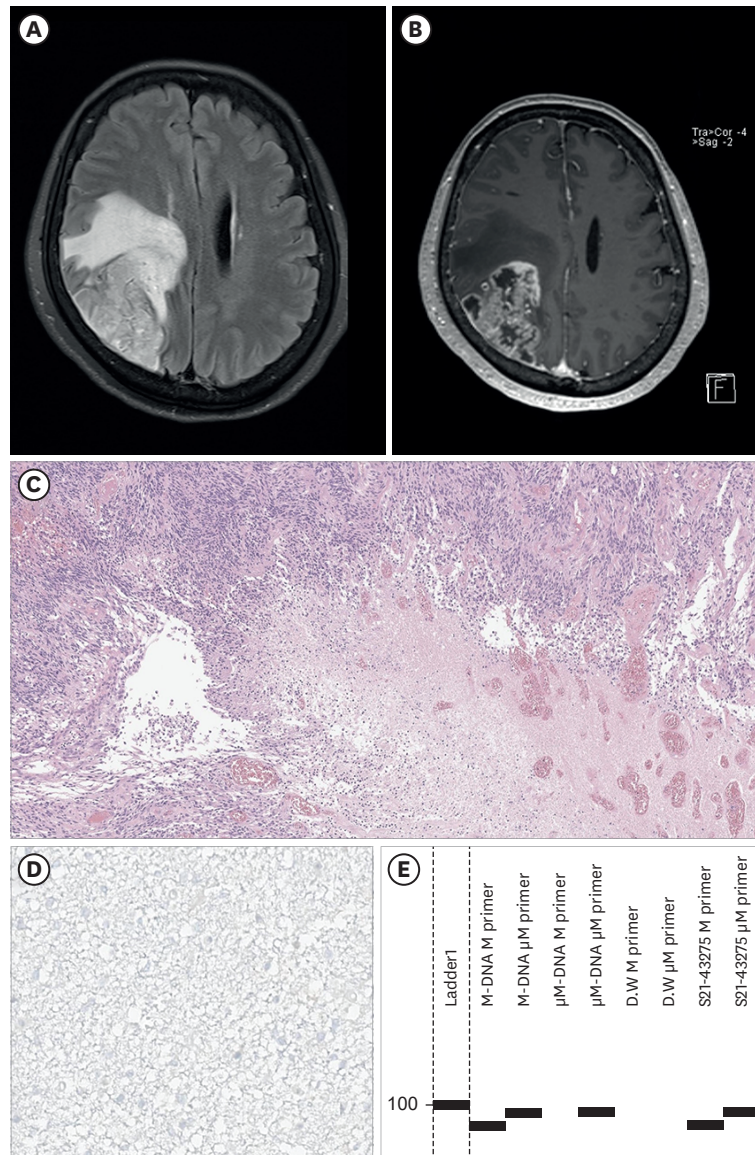 A
B
Tra>Cor -4
>Sag -2
F
C
D
E
Ladder1
M-DNA M primer
M-DNA µM primer
µM-DNA M primer
µM-DNA µM primer
D.W M primer
D.W µM primer
S21-43275 M primer
S21-43275 µM primer
100